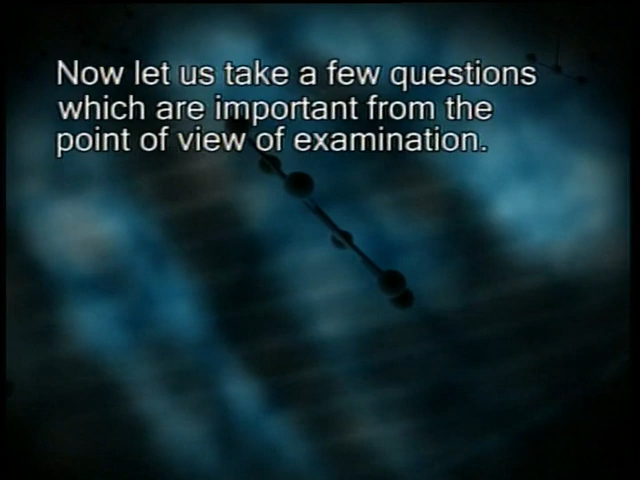 Now let us take a few questions
which are important from the
point of view of examination.